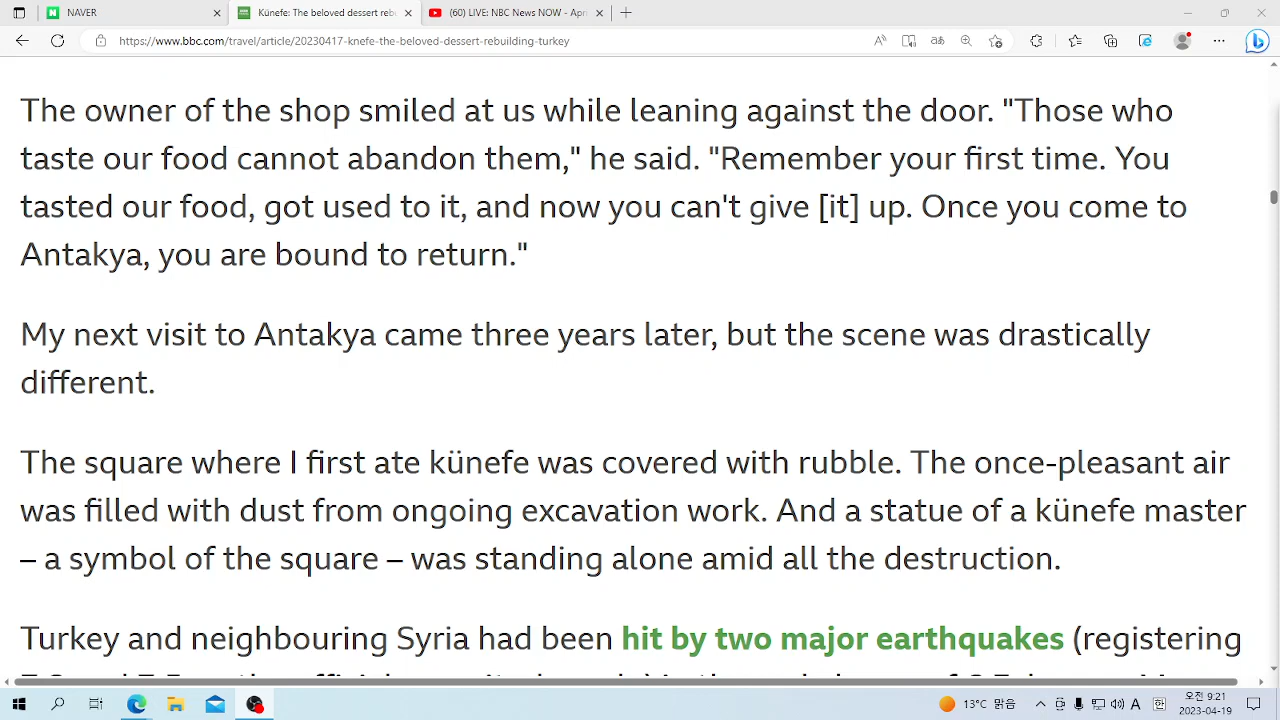 NAVER
Künefe: The beloved dessert reb
(60) LIVE: NBC News NOW - Apr
https://www.bbc.com/travel/article/20230417-knefe-the-beloved-dessert-rebuilding-turkey
The owner of the shop smiled at us while leaning against the door. "Those who
taste our food cannot abandon them," he said. "Remember your first time. You
tasted our food, got used to it, and now you can't give [it] up. Once you come to
Antakya, you are bound to return."
My next visit to Antakya came three years later, but the scene was drastically
different.
The square where I first ate künefe was covered with rubble. The once-pleasant air
was filled with dust from ongoing excavation work. And a statue of a künefe master
– a symbol of the square – was standing alone amid all the destruction.
Turkey and neighbouring Syria had been hit by two major earthquakes (registering
13°C 맑음
A
오전 9:21
2023-04-19